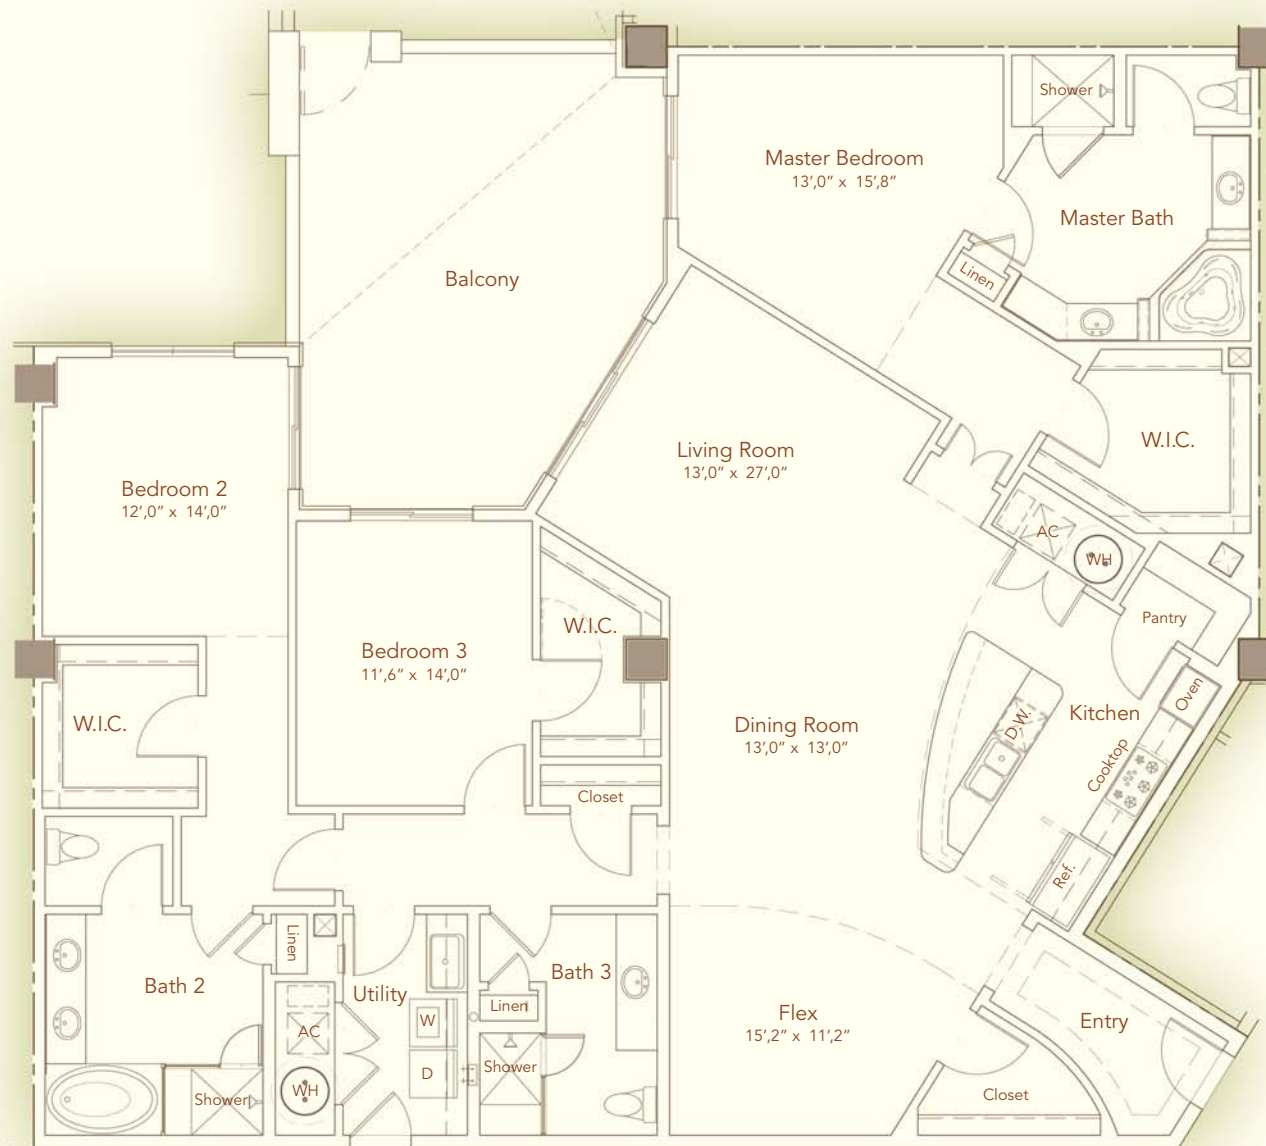 Shower
Master Bedroom
13',0" x 15',8"
Master Bath
Linen
Balcony
Living Room
13',0" x 27',0"
W.I.C.
Bedroom 2
12',0" x 14',0"
AC
WH
Pantry
W.I.C.
Bedroom 3
11',6" x 14',0"
Oven
W.I.C.
Dining Room
13',0" x 13',0"
D.W.
Kitchen
Cooktop
Closet
Ref.
Linen
Bath 2
Utility
Bath 3
Linen
W
AC
D
Shower
WH
Shower
Flex
15',2" x 11',2"
Entry
Closet